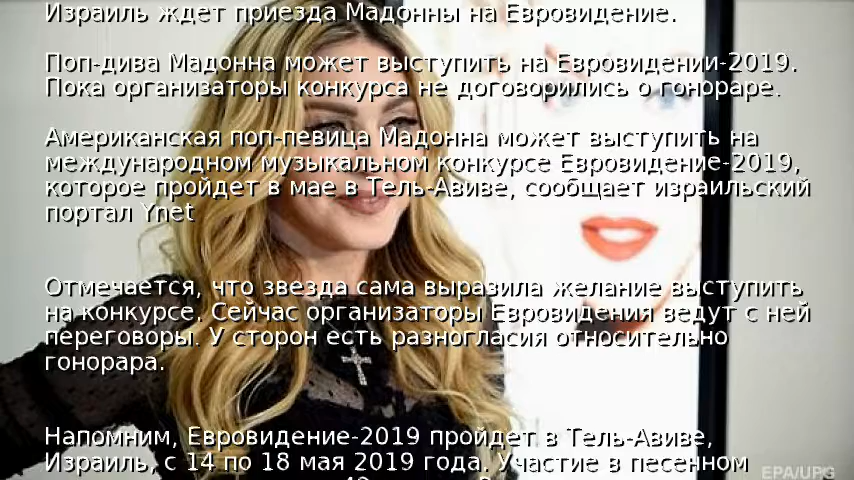 Израиль ждет приезда Мадонны на Евровидение.
Поп-дива Мадонна может выступить на Евровидении-2019.
Пока организаторы конкурса не договорились о гонораре.
Американская поп-певица Мадонна может выступить на
международном музыкальном конкурсе Евровидение-2019,
которое пройдет в мае в Тель-Авиве, сообщает израильский
портал Ynet
Отмечается, что звезда сама выразила желание выступить
на конкурсе. Сейчас организаторы Евровидения ведут с ней
переговоры. У сторон есть разногласия относительно
гонорара.
Напомним, Евровидение-2019 пройдет в Тель-Авиве,
Израиль, с 14 по 18 мая 2019 года. Участие в песенном
EPA/UPG